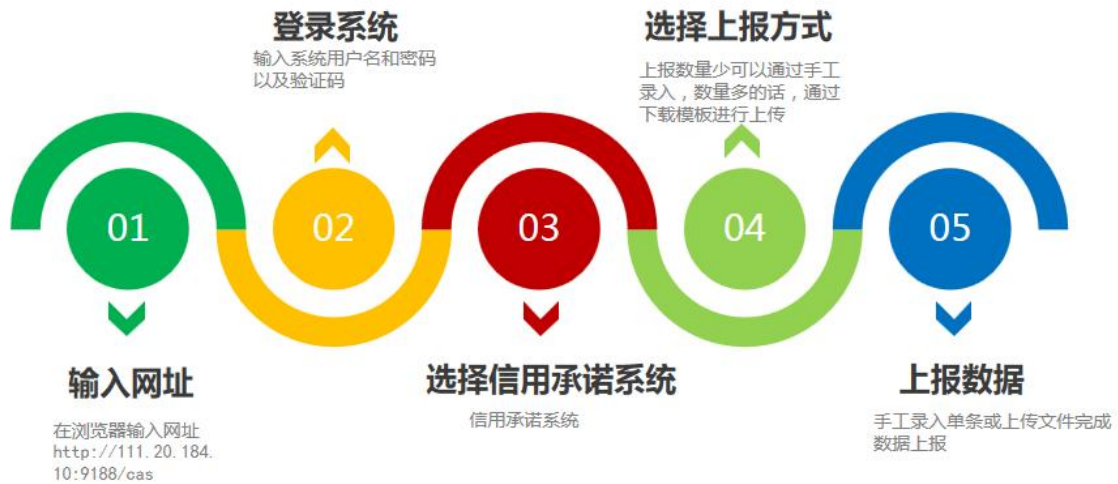 登录系统
输入系统用户名和密码
以及验证码
选择上报方式
上报数量少可以通过手工
录入，数量多的话，通过
下载模板进行上传
01
02
03
04
05
输入网址
在浏览器输入网址
http://111.20.184.
10:9188/cas
选择信用承诺系统
信用承诺系统
上报数据
手工录入单条或上传文件完成
数据上报